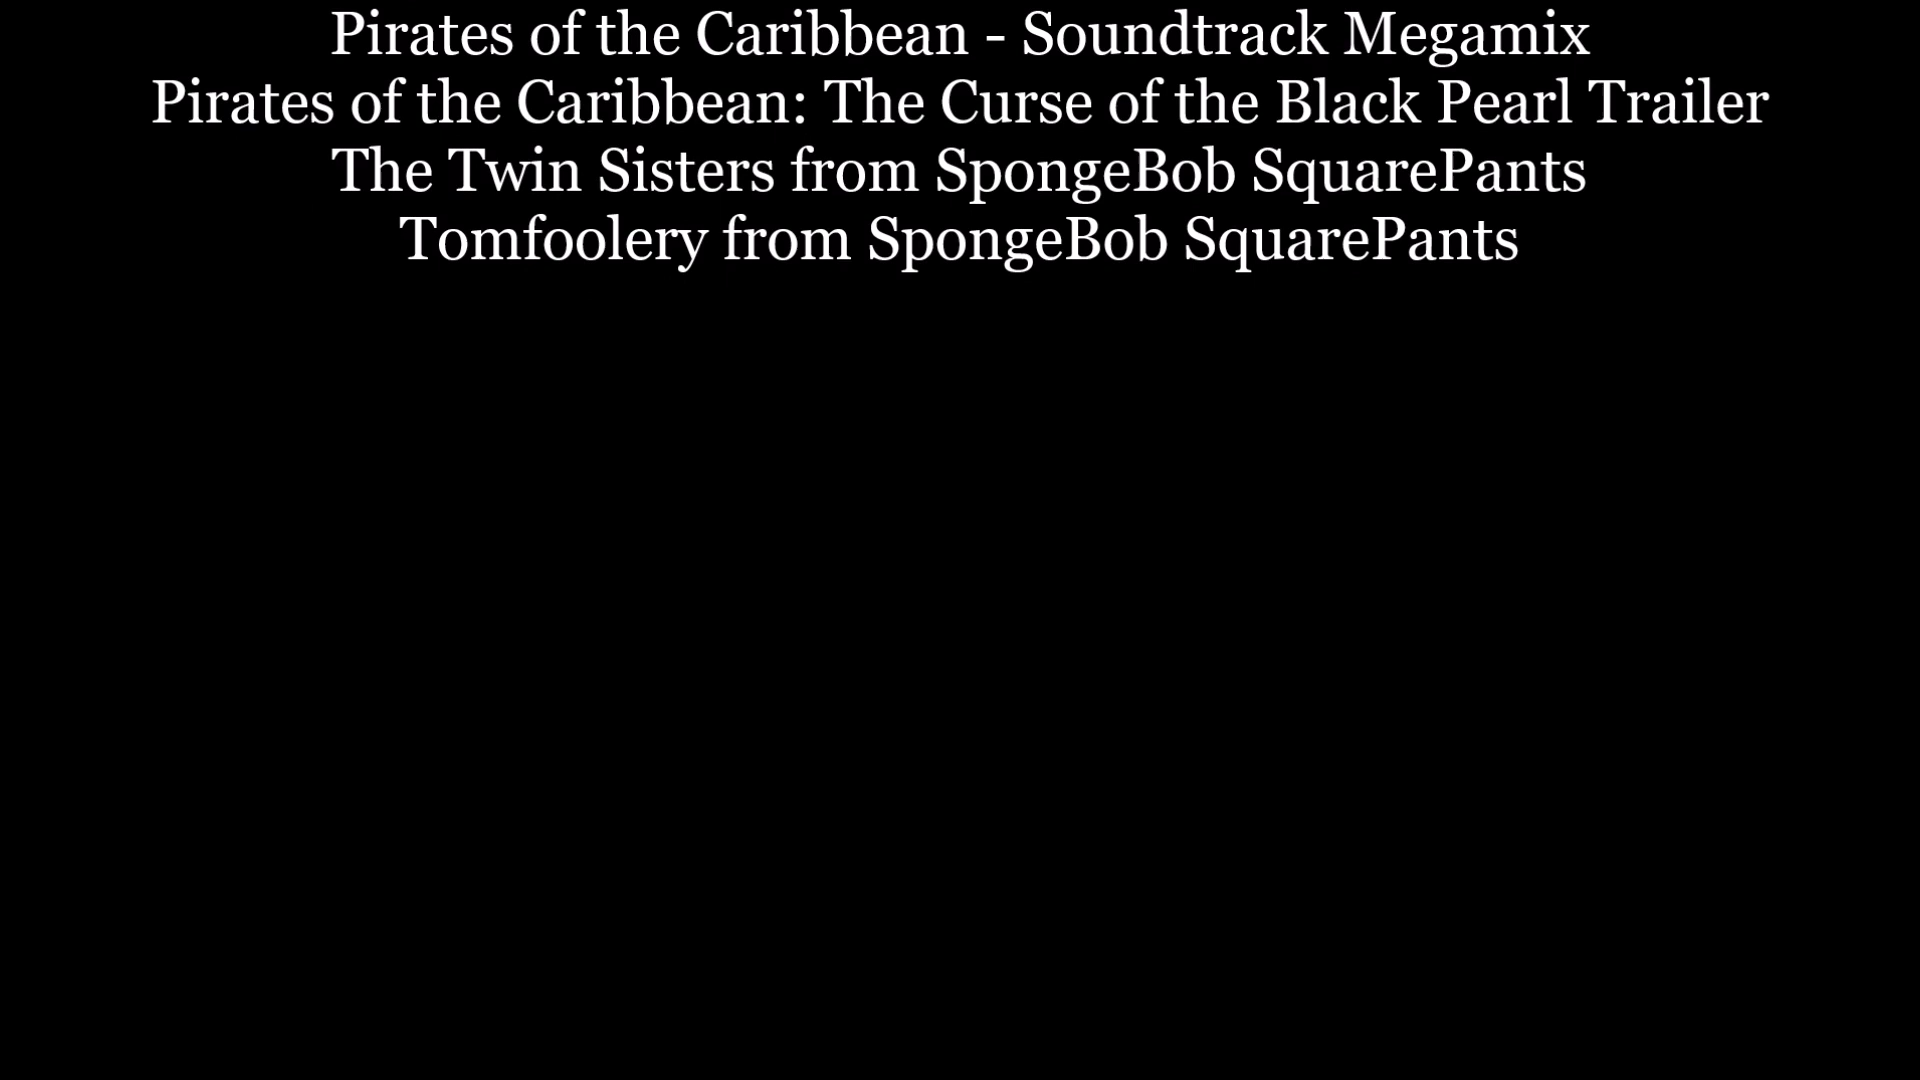 Pirates of the Caribbean - Soundtrack Megamix
Pirates of the Caribbean: The Curse of the Black Pearl Trailer
The Twin Sisters from SpongeBob SquarePants
Tomfoolery from SpongeBob SquarePants